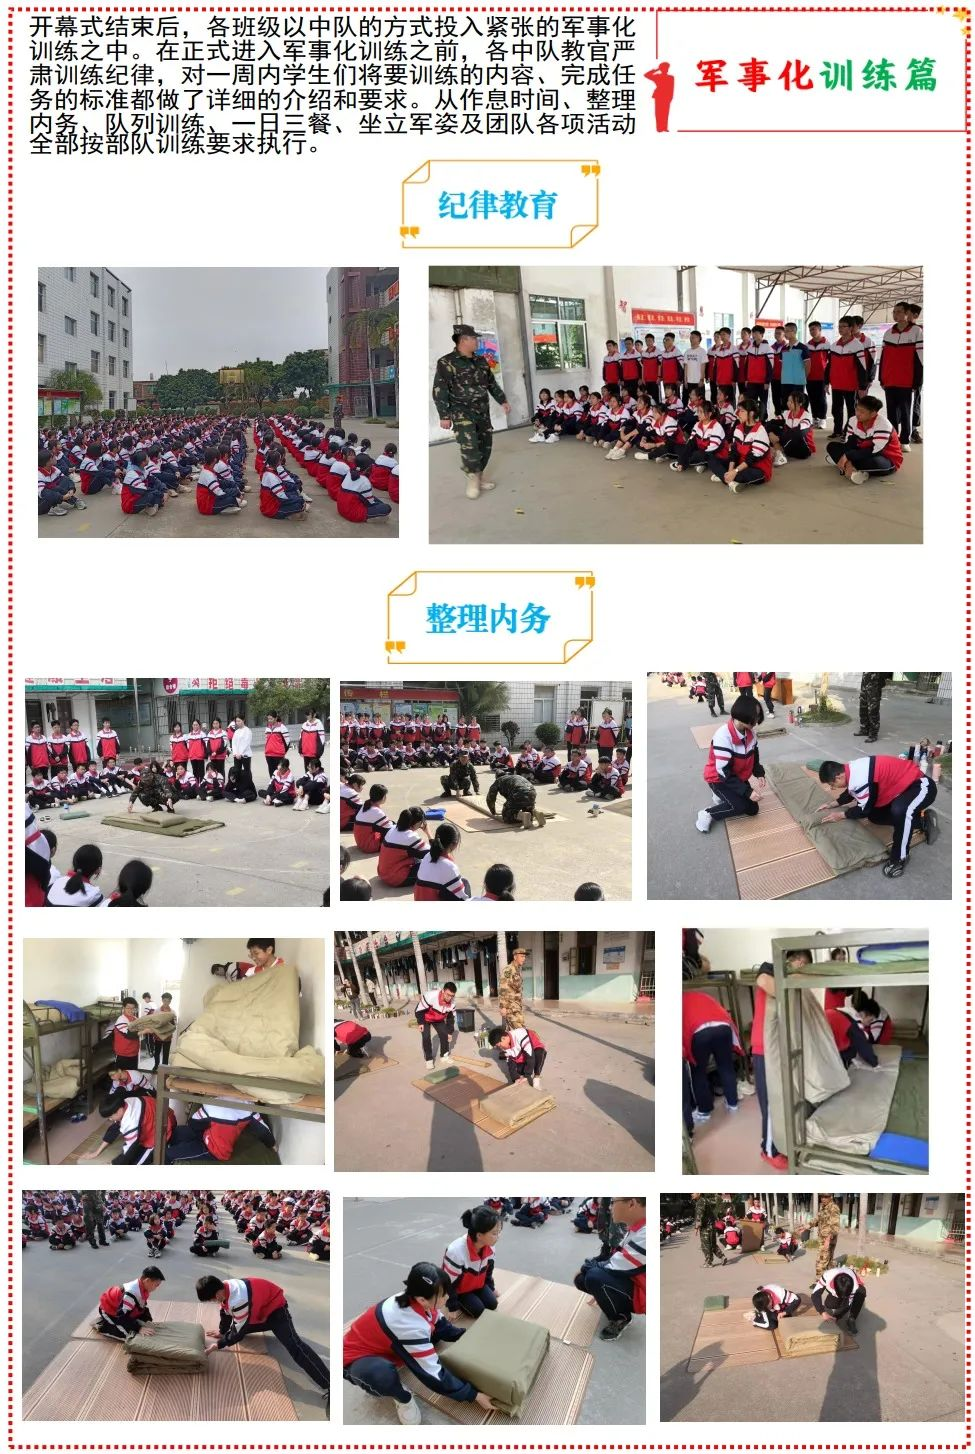 开幕式结束后，各班级以中队的方式投入紧张的军事化
训练之中。在正式进入军事化训练之前，各中队教官严
肃训练纪律，对一周内学生们将要训练的内容、完成任
务的标准都做了详细的介绍和要求。从作息时间、整理
内务、队列训练、一日三餐、坐立军姿及团队各项活动
全部按部队训练要求执行。
军事化训练篇
纪律教育
整理内务